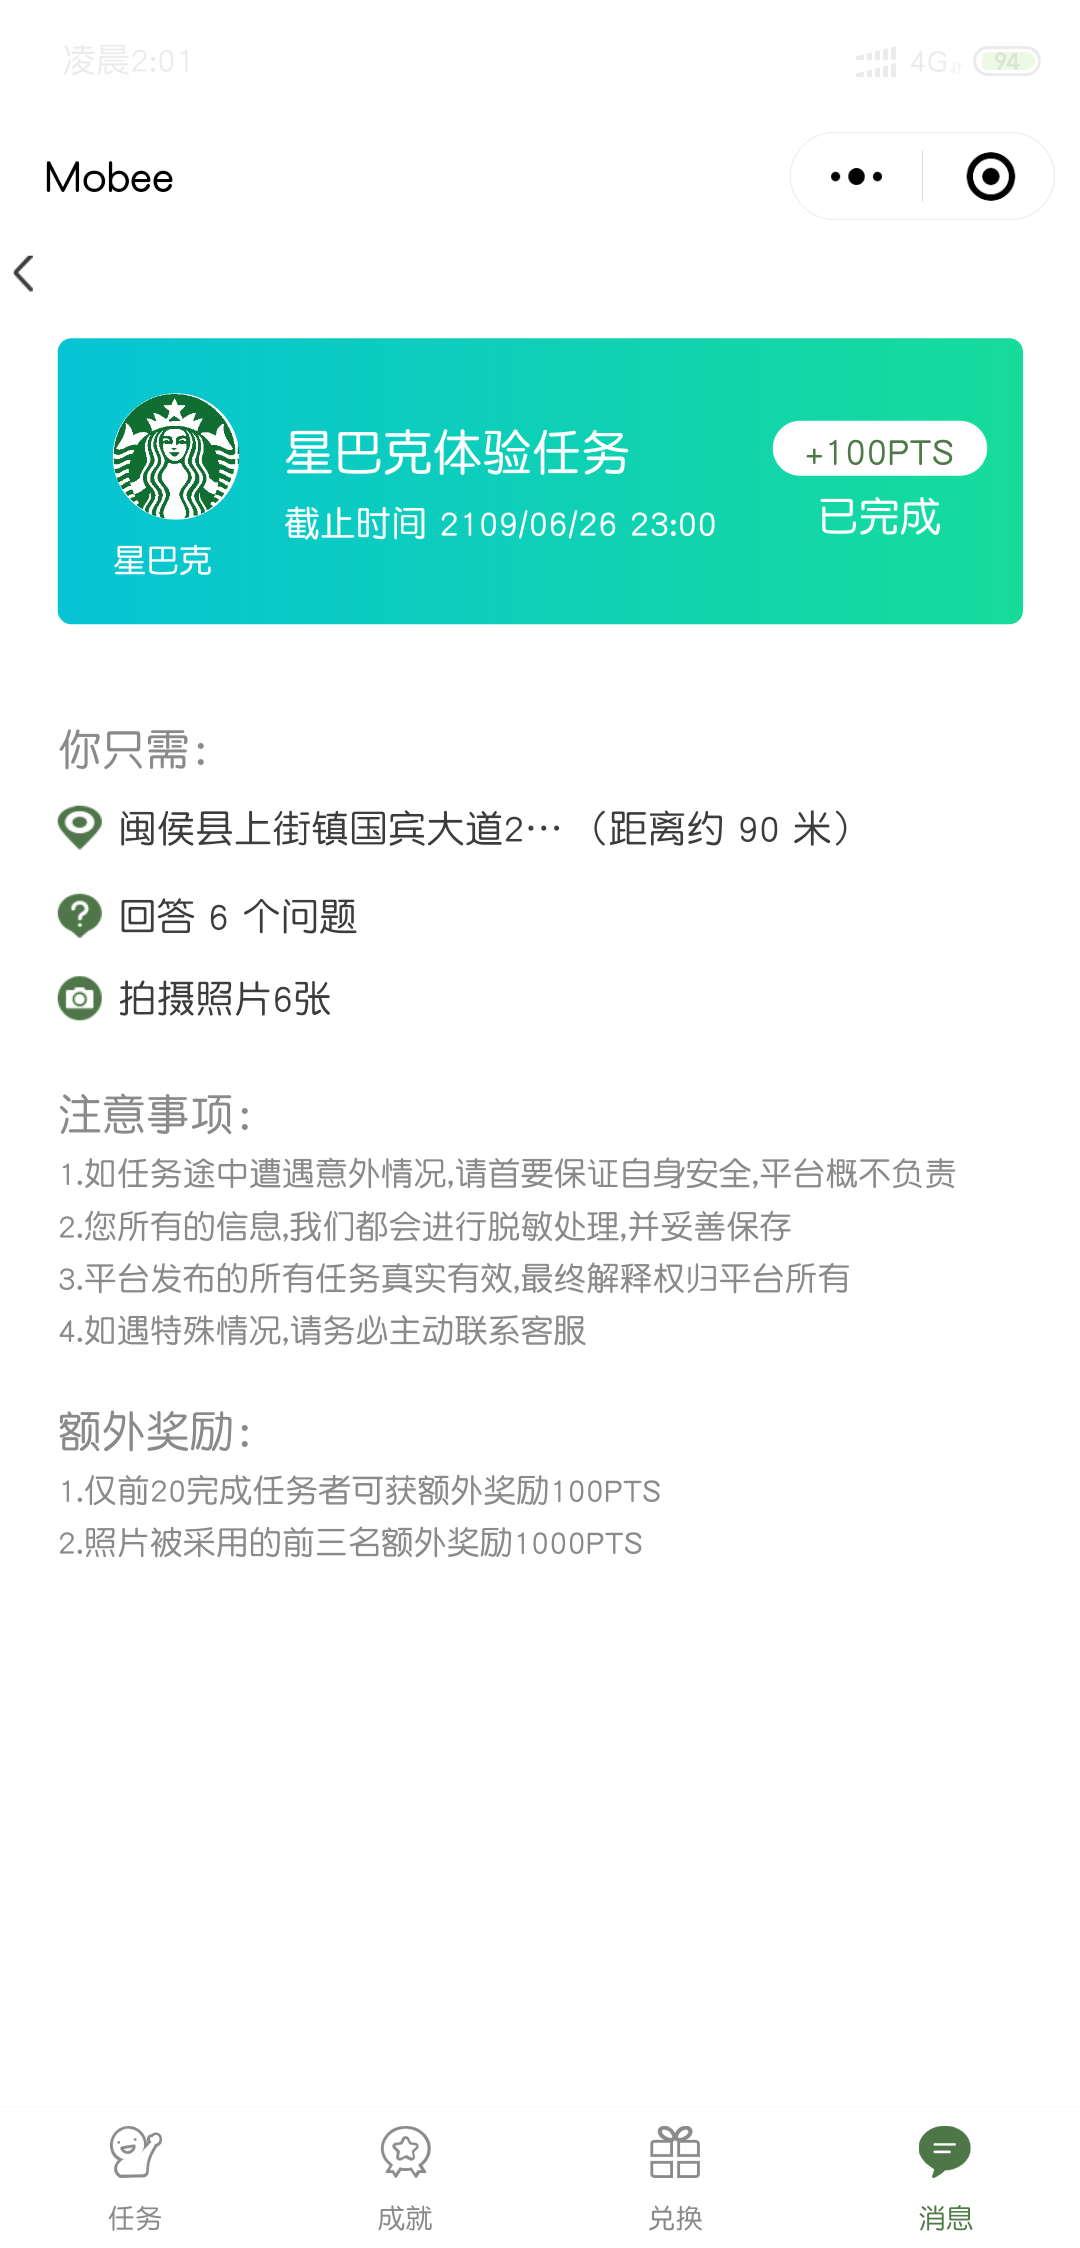 凌晨2:01
4G
94
Mobee
星巴克体验任务
+100PTS
截止时间 2109/06/26 23:00
已完成
星巴克
你只需：
闽侯县上街镇国宾大道2…（距离约 90 米）
回答 6 个问题
拍摄照片6张
注意事项：
1.如任务途中遭遇意外情况,请首要保证自身安全,平台概不负责
2.您所有的信息,我们都会进行脱敏处理,并妥善保存
3.平台发布的所有任务真实有效,最终解释权归平台所有
4.如遇特殊情况,请务必主动联系客服
额外奖励：
1.仅前20完成任务者可获额外奖励100PTS
2.照片被采用的前三名额外奖励1000PTS
任务
成就
兑换
消息